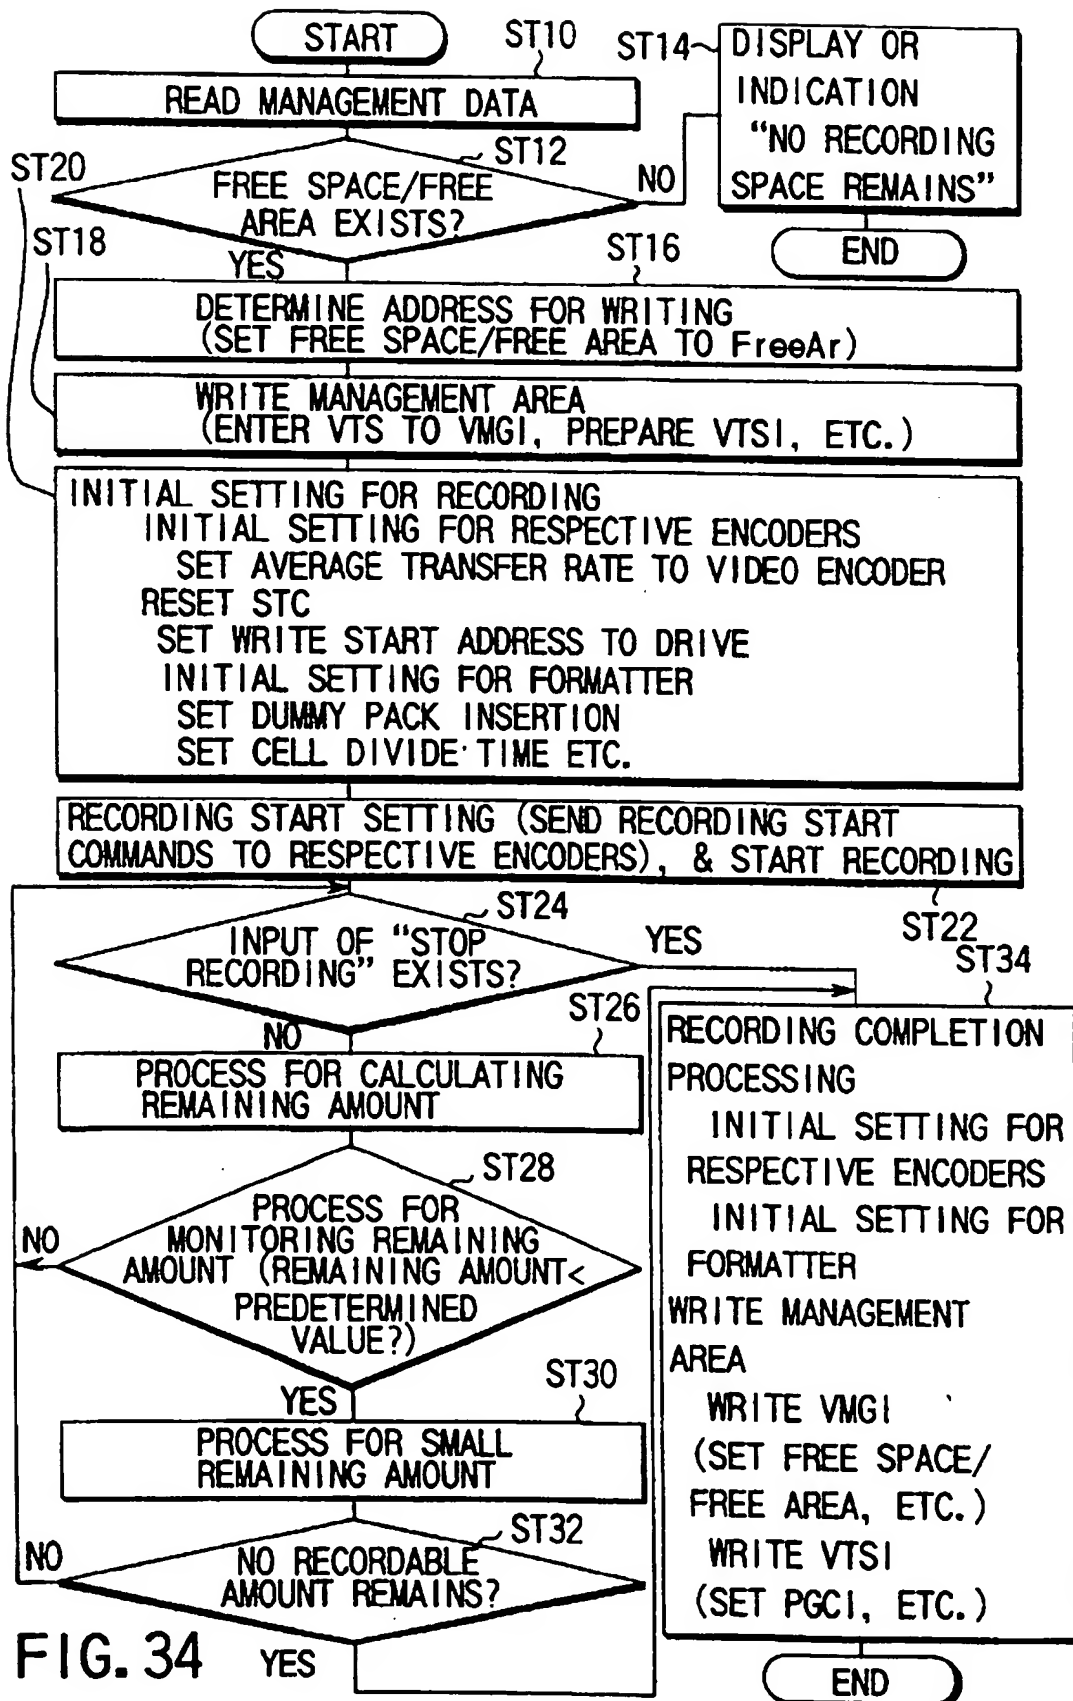 START
ST10
READ MANAGEMENT DATA
ST14
DISPLAY OR
INDICATION
"NO RECORDING
SPACE REMAINS"
END
ST12
FREE SPACE/FREE
AREA EXISTS?
NO
YES
ST20
ST18
ST16
DETERMINE ADDRESS FOR WRITING
(SET FREE SPACE/FREE AREA TO FreeAr)
WRITE MANAGEMENT AREA
(ENTER VTS TO VMGI, PREPARE VTSI, ETC.)
INITIAL SETTING FOR RECORDING
INITIAL SETTING FOR RESPECTIVE ENCODERS
SET AVERAGE TRANSFER RATE TO VIDEO ENCODER
RESET STC
SET WRITE START ADDRESS TO DRIVE
INITIAL SETTING FOR FORMATTER
SET DUMMY PACK INSERTION
SET CELL DIVIDE TIME ETC.
RECORDING START SETTING (SEND RECORDING START
COMMANDS TO RESPECTIVE ENCODERS), & START RECORDING
ST22
ST24
INPUT OF "STOP
RECORDING" EXISTS?
YES
NO
ST26
PROCESS FOR CALCULATING
REMAINING AMOUNT
ST28
PROCESS FOR
MONITORING REMAINING
AMOUNT (REMAINING AMOUNT<
PREDETERMINED
VALUE?)
NO
YES
ST30
PROCESS FOR SMALL
REMAINING AMOUNT
ST32
NO RECORDABLE
AMOUNT REMAINS?
NO
YES
ST34
RECORDING COMPLETION
PROCESSING
INITIAL SETTING FOR
RESPECTIVE ENCODERS
INITIAL SETTING FOR
FORMATTER
WRITE MANAGEMENT
AREA
WRITE VMGI
(SET FREE SPACE/
FREE AREA, ETC.)
WRITE VTSI
(SET PGCI, ETC.)
END
FIG. 34